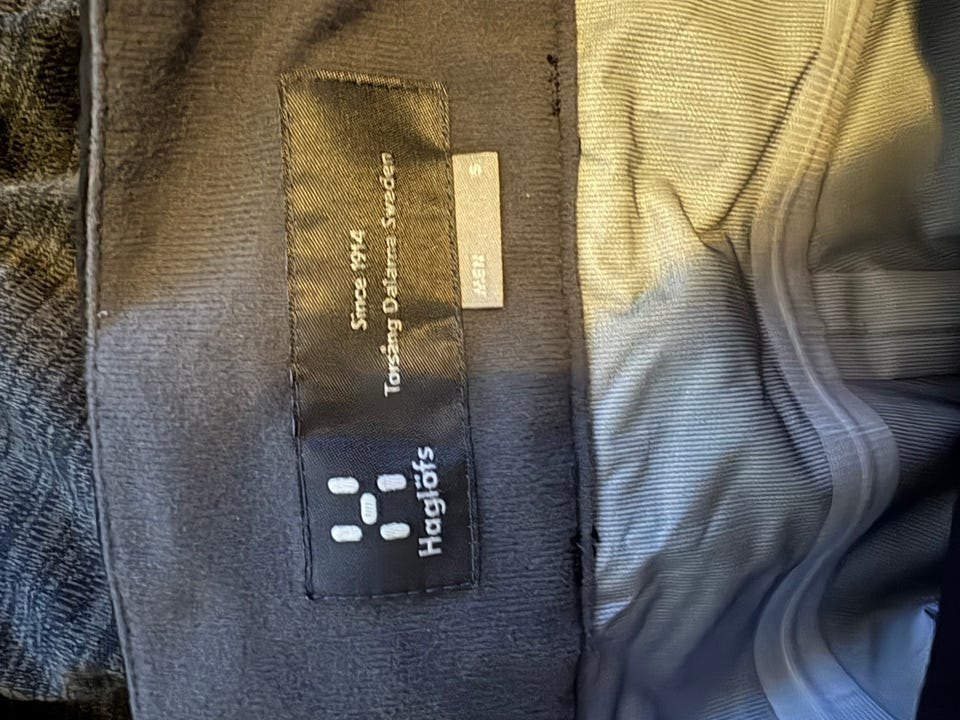 Haglöfs
Since 1914
Torsång Dalarna Sweden
MEN S